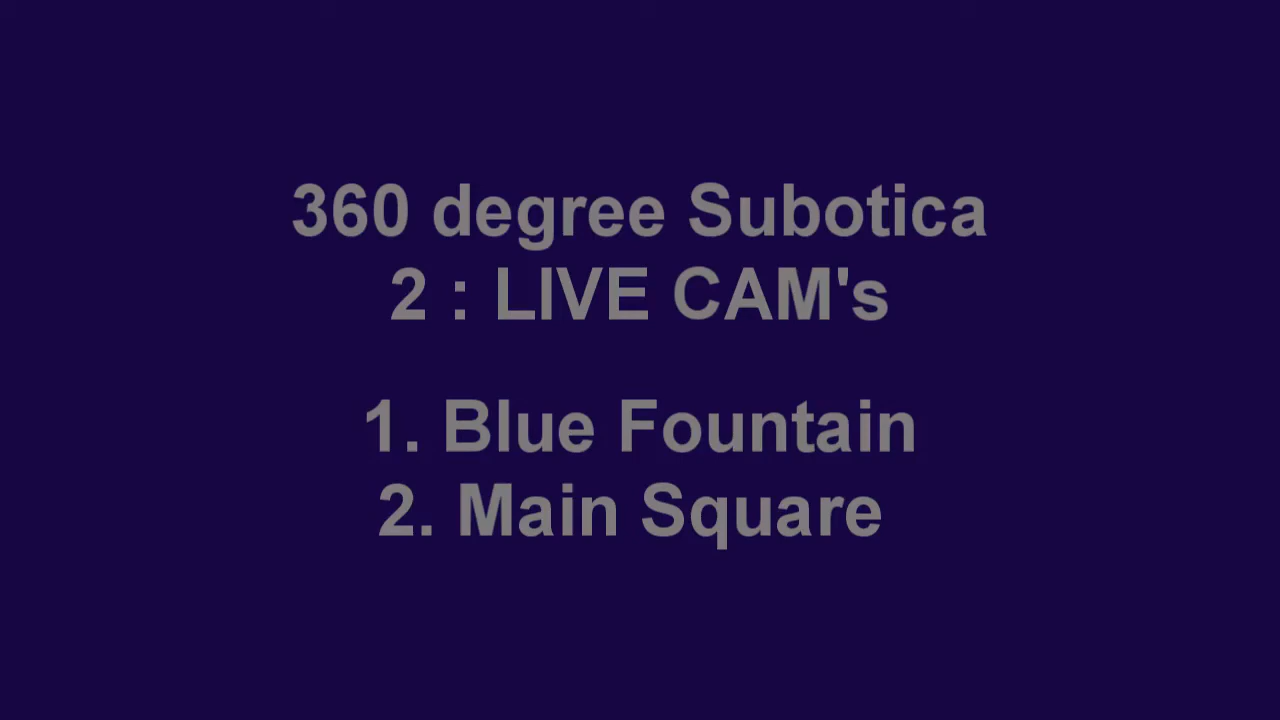 360 degree Subotica
2 : LIVE CAM's
1. Blue Fountain
2. Main Square